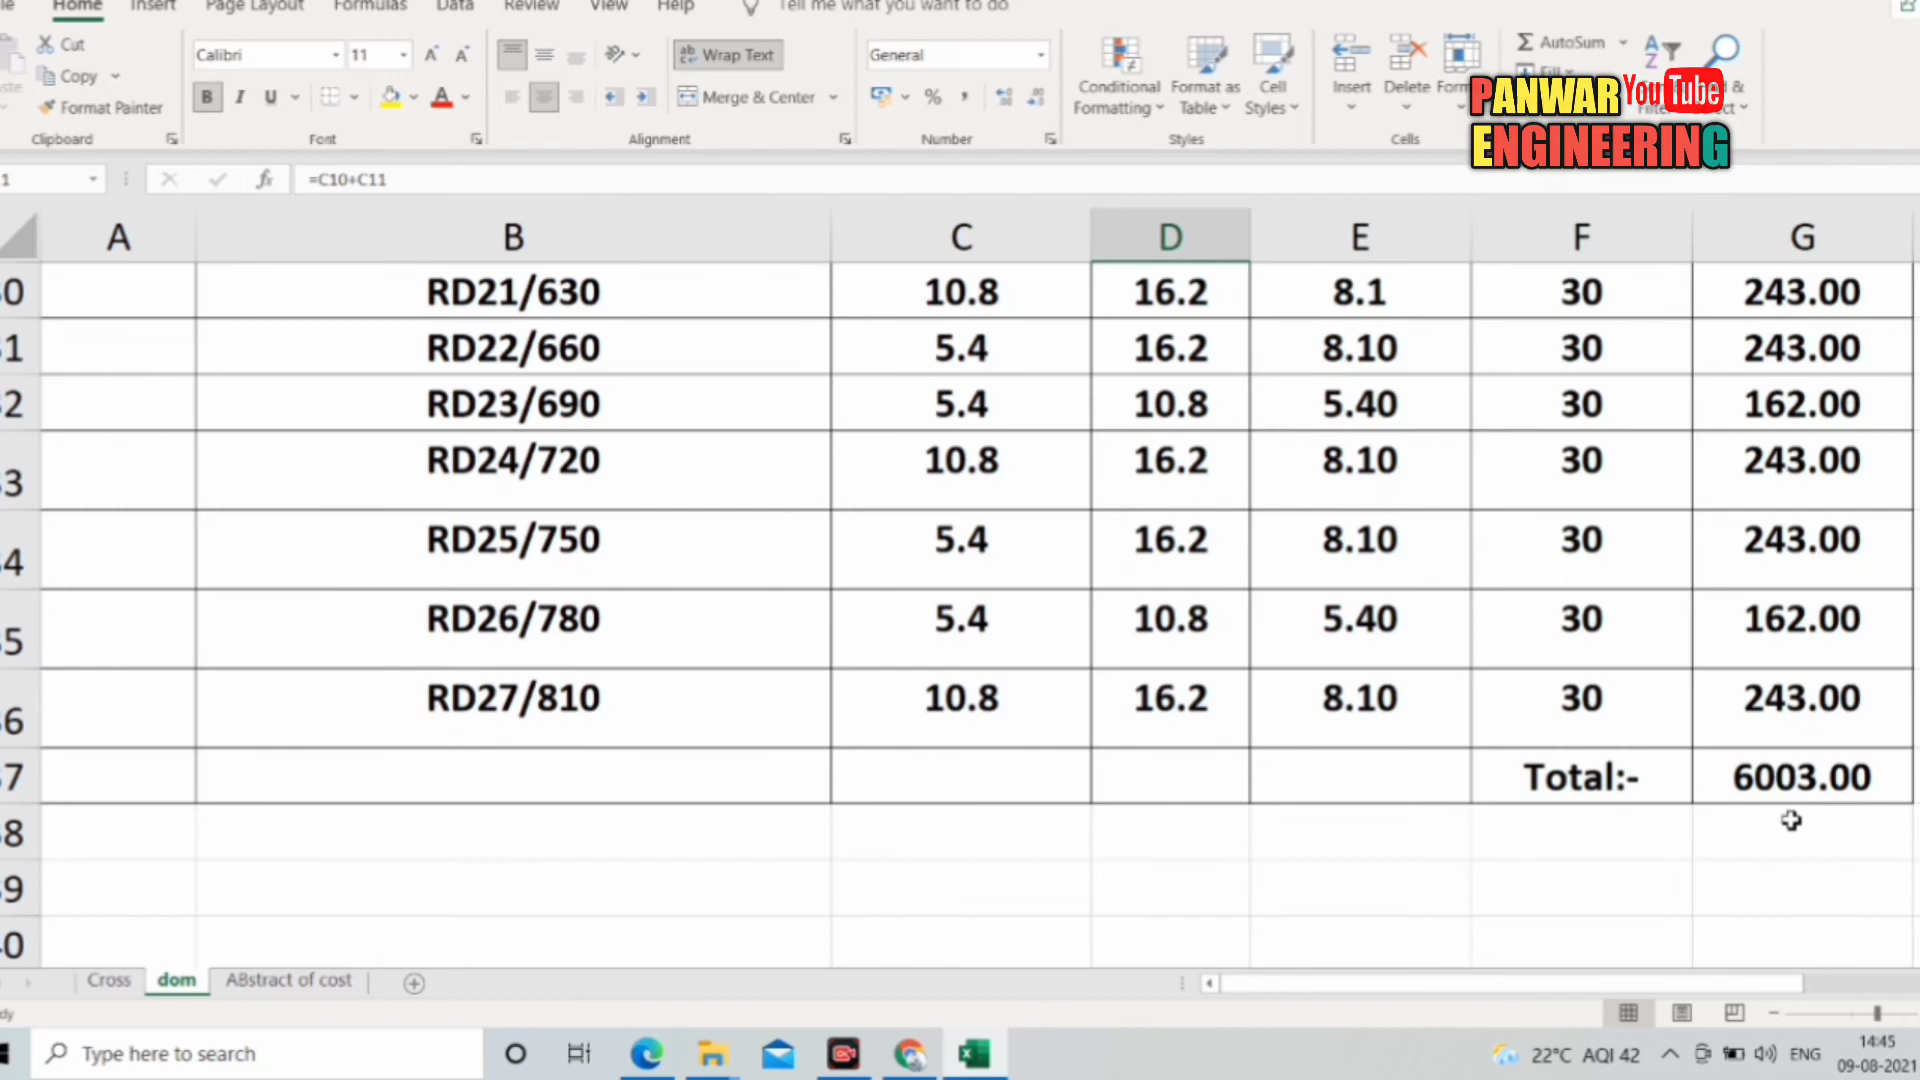 Home Insert Page Layout Formulas Data Review View Help Tell me what you want to do
Cut
Copy
Format Painter
Clipboard
Calibri 11
B I U A
Font
Wrap Text
Merge & Center
Alignment
General
% ,
Number
Conditional Formatting
Format as Table
Cell Styles
Styles
Insert Delete
Cells
AutoSum
PANWAR YouTube
ENGINEERING
fx =C10+C11
A B C D E F G
RD21/630 10.8 16.2 8.1 30 243.00
RD22/660 5.4 16.2 8.10 30 243.00
RD23/690 5.4 10.8 5.40 30 162.00
RD24/720 10.8 16.2 8.10 30 243.00
RD25/750 5.4 16.2 8.10 30 243.00
RD26/780 5.4 10.8 5.40 30 162.00
RD27/810 10.8 16.2 8.10 30 243.00
Total:- 6003.00
Cross dom ABstract of cost
Type here to search
22°C AQI 42 ENG
14:45
09-08-2021